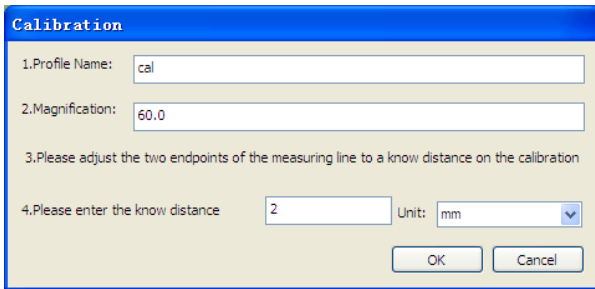 Calibration
1.Profile Name: cal
2.Magnification: 60.0
3.Please adjust the two endpoints of the measuring line to a know distance on the calibration
4.Please enter the know distance 2 Unit: mm
OK Cancel